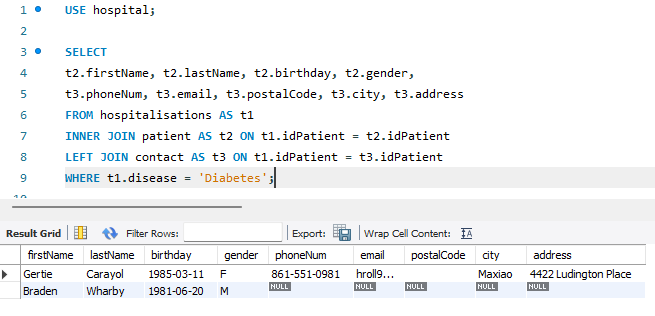 1 USE hospital;
2
3 SELECT
4 t2.firstName, t2.lastName, t2.birthday, t2.gender,
5 t3.phoneNum, t3.email, t3.postalCode, t3.city, t3.address
6 FROM hospitalisations AS t1
7 INNER JOIN patient AS t2 ON t1.idPatient = t2.idPatient
8 LEFT JOIN contact AS t3 ON t1.idPatient = t3.idPatient
9 WHERE t1.disease = 'Diabetes';
Result Grid Filter Rows: Export: Wrap Cell Content: IA
firstName lastName birthday gender phoneNum email postalCode city address
Gertie Carayol 1985-03-11 F 861-551-0981 hroll9... Maxiao 4422 Ludington Place
Braden Wharby 1981-06-20 M NULL NULL NULL NULL NULL